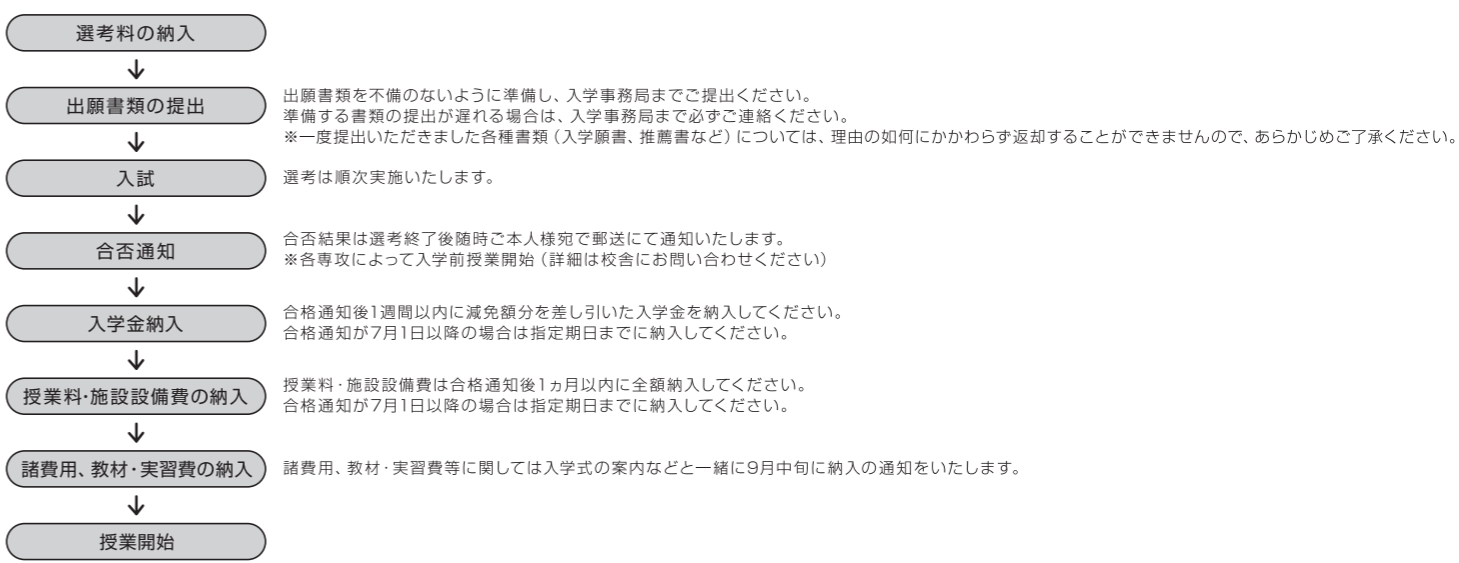 選考料の納入
↓
出願書類の提出
出願書類を不備のないように準備し、入学事務局までご提出ください。
準備する書類の提出が遅れる場合は、入学事務局まで必ずご連絡ください。
※一度提出いただきました各種書類（入学願書、推薦書など）については、理由の如何にかかわらず返却することができませんので、あらかじめご了承ください。
↓
入試
選考は順次実施いたします。
↓
合否通知
合否結果は選考終了後随時ご本人様宛で郵送にて通知いたします。
※各専攻によって入学前授業開始（詳細は校舎にお問い合わせください）
↓
入学金納入
合格通知後1週間以内に減免額分を差し引いた入学金を納入してください。
合格通知が7月1日以降の場合は指定期日までに納入してください。
↓
授業料・施設設備費の納入
授業料・施設設備費は合格通知後1ヵ月以内に全額納入してください。
合格通知が7月1日以降の場合は指定期日までに納入してください。
↓
諸費用、教材・実習費の納入
諸費用、教材・実習費等に関しては入学式の案内などと一緒に9月中旬に納入の通知をいたします。
↓
授業開始